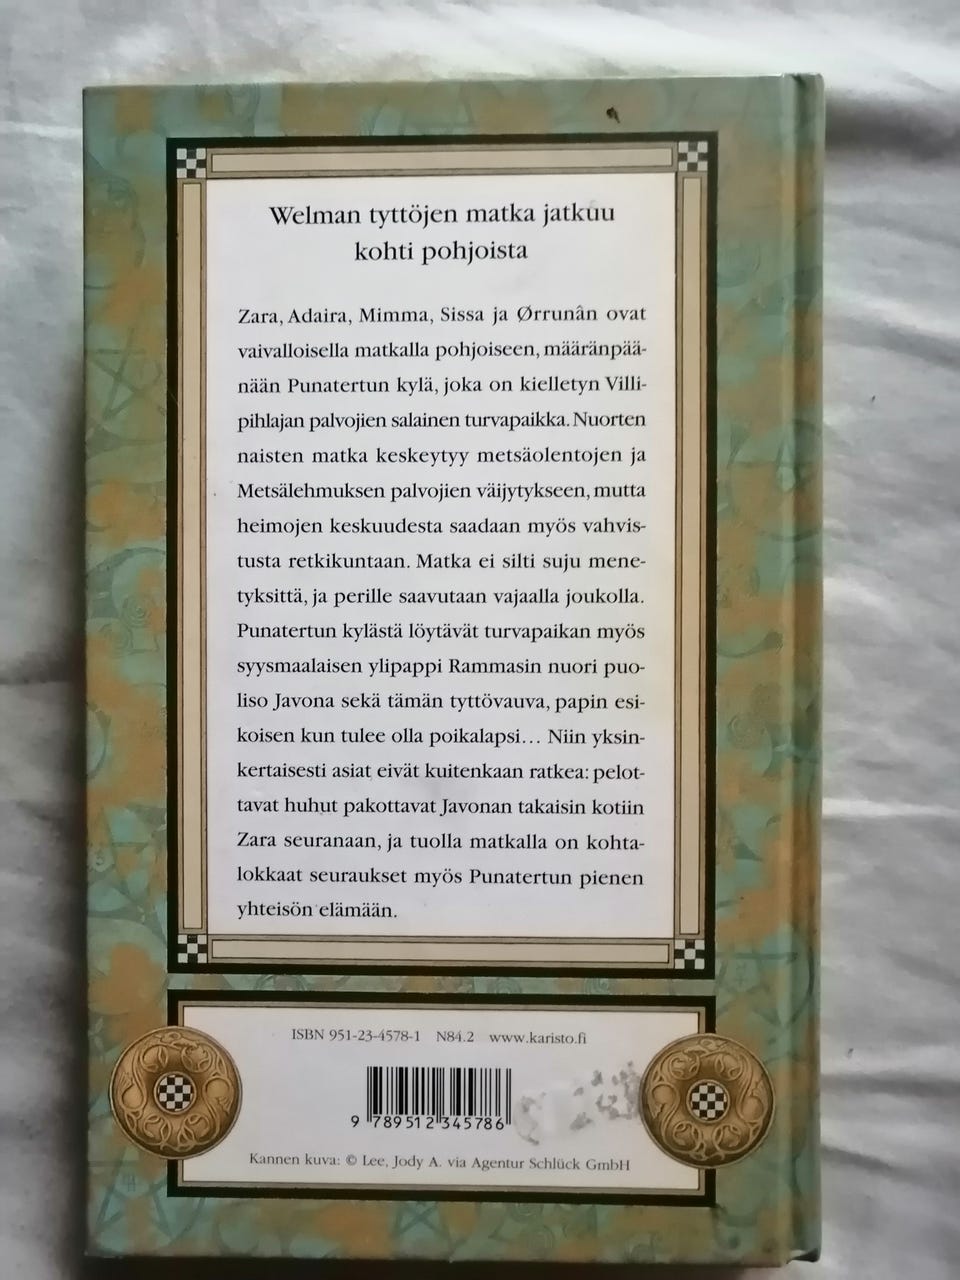 Welman tyttöjen matka jatkuu
kohti pohjoista
Zara, Adaira, Mimma, Sissa ja Ørrunân ovat
vaivalloisella matkalla pohjoiseen, määränpää-
nään Punatertun kylä, joka on kielletyn Villi-
pihlajan palvojien salainen turvapaikka. Nuorten
naisten matka keskeytyy metsäolentojen ja
Metsälehmuksen palvojien väijytykseen, mutta
heimojen keskuudesta saadaan myös vahvis-
tusta retkikuntaan. Matka ei silti suju mene-
tyksittä, ja perille saavutaan vajaalla joukolla.
Punatertun kylästä löytävät turvapaikan myös
syysmaalaisen ylipappi Rammasin nuori puo-
liso Javona sekä tämän tyttövauva, papin esi-
koisen kun tulee olla poikalapsi... Niin yksin-
kertaisesti asiat eivät kuitenkaan ratkea: pelot-
tavat huhut pakottavat Javonan takaisin kotiin
Zara seuranaan, ja tuolla matkalla on kohta-
lokkaat seuraukset myös Punatertun pienen
yhteisön elämään.
ISBN 951-23-4578-1 N84.2 www.karisto.fi
9 789512 345786
Kannen kuva: © Lee, Jody A. via Agentur Schlück GmbH